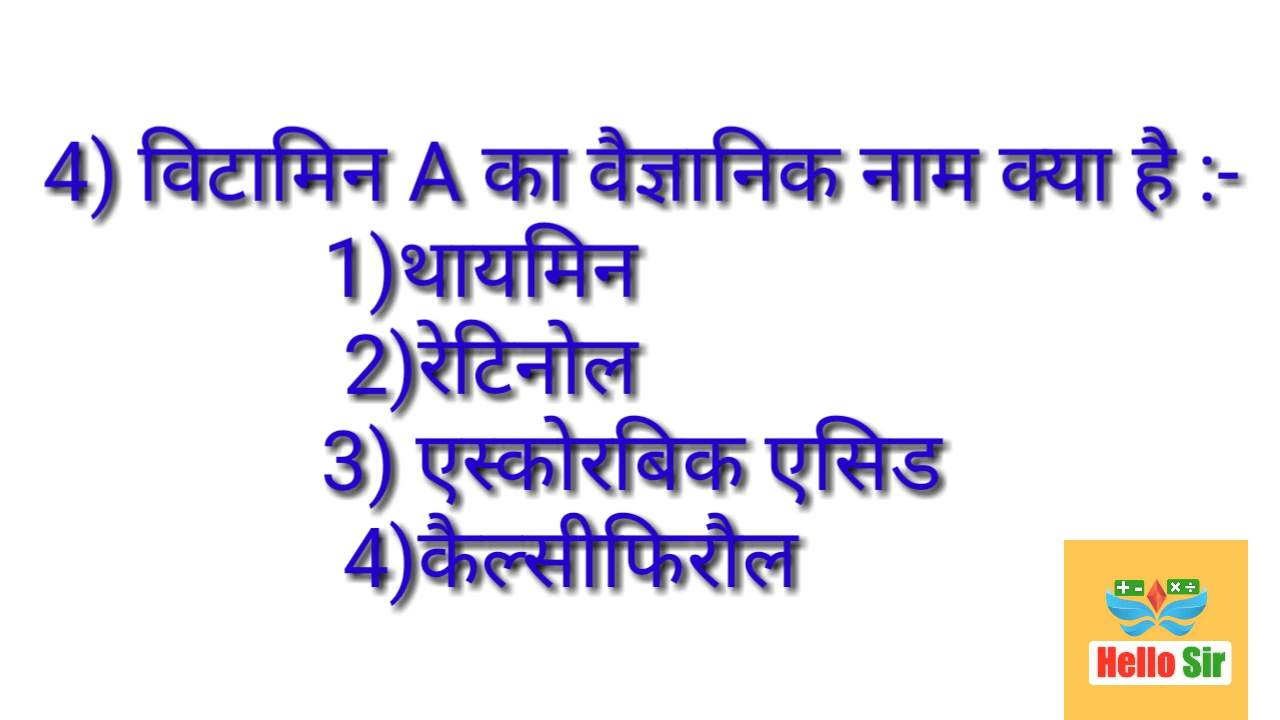 4) विटामिन A का वैज्ञानिक नाम क्या है :-
1)थायमिन
2)रेटिनोल
3) एस्कोरबिक एसिड
4)कैल्सीफिरौल
+ - × ÷
Hello Sir